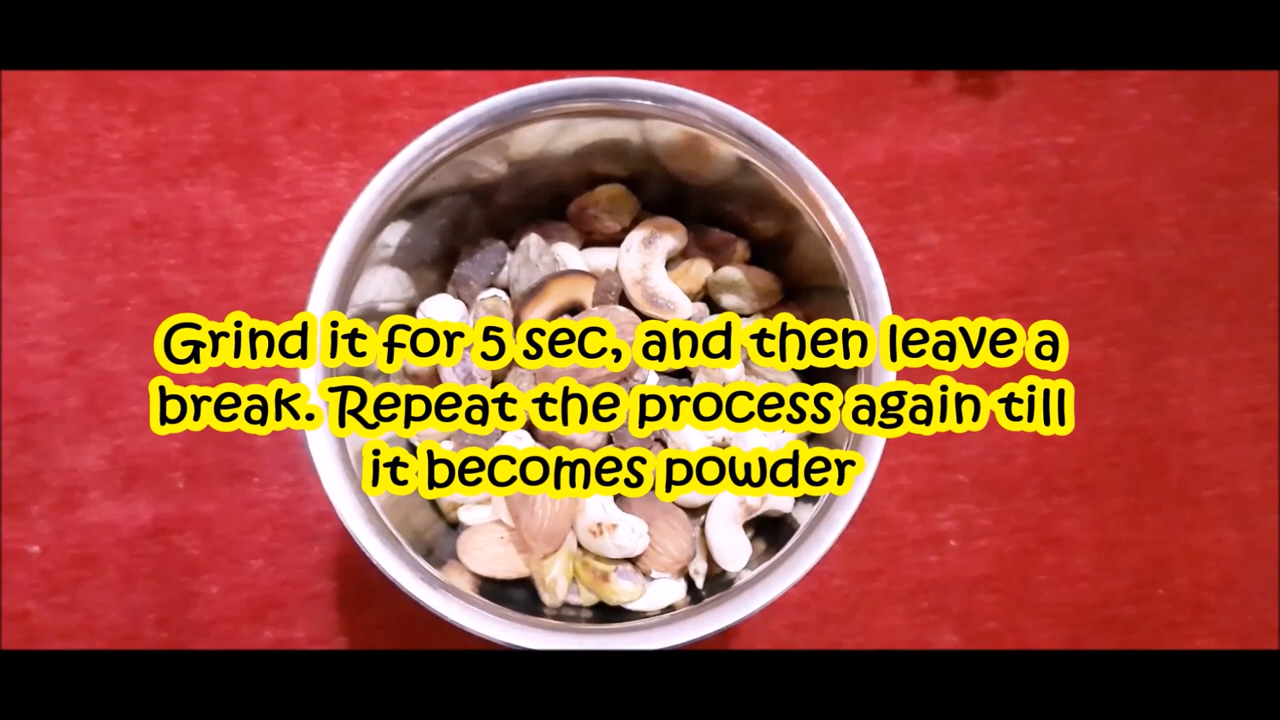 Grind it for 5 sec, and then leave a
break. Repeat the process again till
it becomes powder